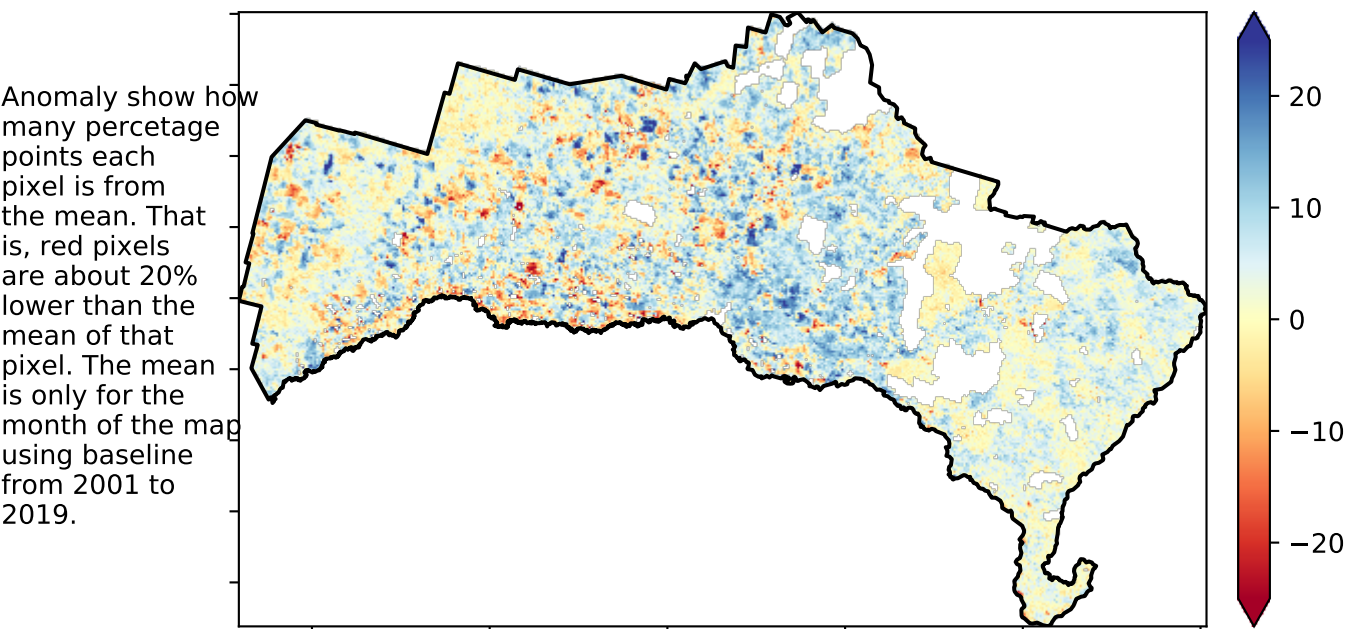 Anomaly show how
many percetage
points each
pixel is from
the mean. That
is, red pixels
are about 20%
lower than the
mean of that
pixel. The mean
is only for the
month of the map
using baseline
from 2001 to
2019.
20
10
0
−10
−20